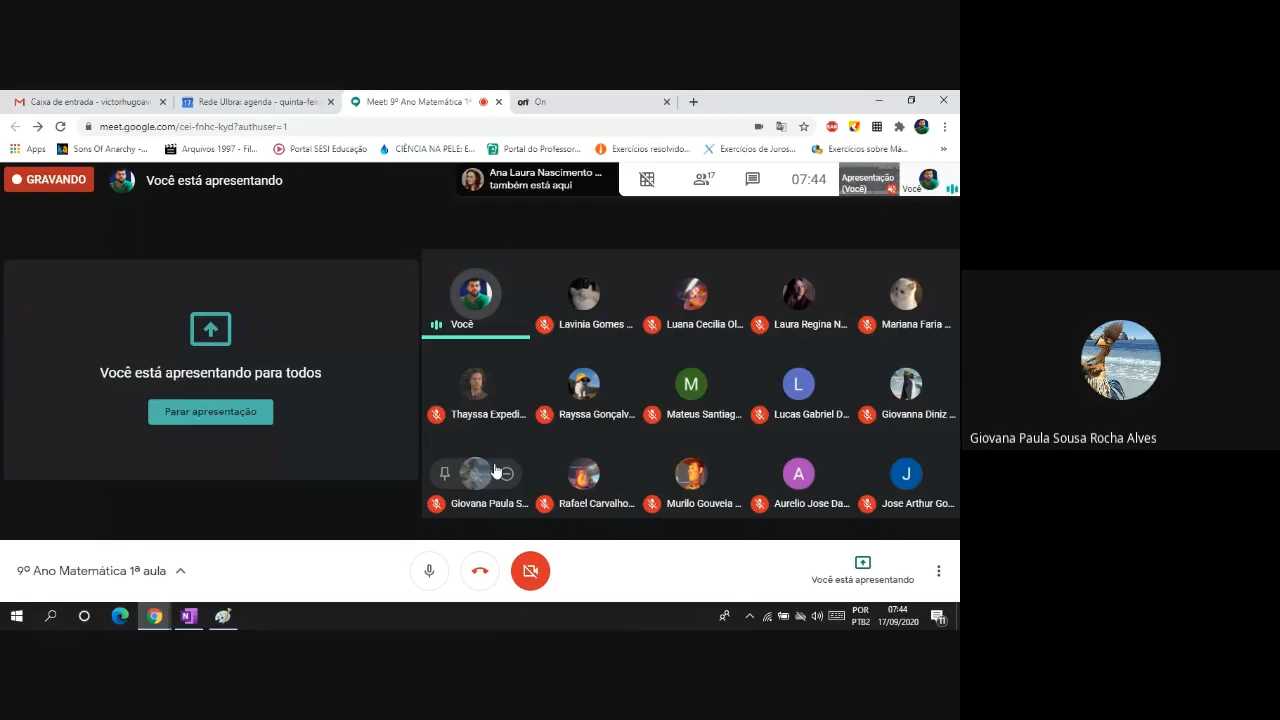 Caixa de entrada - victorhugoav
Rede Ulbra: agenda - quinta-feir
Meet: 9º Ano Matemática 1ª
on
On
meet.google.com/cei-fnhc-kyd?authuser=1
Apps
Sons Of Anarchy -...
Arquivos 1997 - Fil...
Portal SESI Educação
CIÊNCIA NA PELE: E...
Portal do Professor...
Exercícios resolvido...
Exercícios de Juros...
Exercícios sobre Má...
»
GRAVANDO
Você está apresentando
Ana Laura Nascimento ...
também está aqui
17
07:44
Apresentação
(Você)
Você
Você está apresentando para todos
Parar apresentação
Você
Lavinia Gomes ...
Luana Cecilia Ol...
Laura Regina N...
Mariana Faria ...
M
L
Thayssa Expedi...
Rayssa Gonçalv...
Mateus Santiag...
Lucas Gabriel D...
Giovanna Diniz ...
A
J
Giovana Paula S...
Rafael Carvalho...
Murilo Gouveia ...
Aurelio Jose Da...
Jose Arthur Go...
Giovana Paula Sousa Rocha Alves
9º Ano Matemática 1ª aula
Você está apresentando
POR
PTB2
07:44
17/09/2020
11